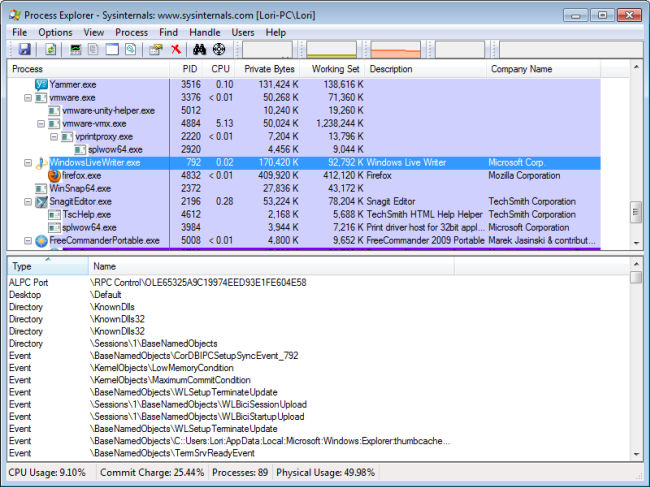 Process Explorer - Sysinternals: www.sysinternals.com [Lori-PC\Lori]
File Options View Process Find Handle Users Help
Process PID CPU Private Bytes Working Set Description Company Name
Yammer.exe 3516 0.10 131,424 K 138,616 K
vmware.exe 3376 < 0.01 50,268 K 71,360 K
vmware-unity-helper.exe 5012 10,240 K 19,260 K
vmware-vmx.exe 4884 5.13 50,024 K 1,238,244 K
vprintproxy.exe 2220 < 0.01 7,204 K 13,796 K
splwow64.exe 2920 4,456 K 9,044 K
WindowsLiveWriter.exe 792 0.02 170,420 K 92,792 K Windows Live Writer Microsoft Corp.
firefox.exe 4832 < 0.01 409,920 K 412,120 K Firefox Mozilla Corporation
WinSnap64.exe 2372 27,836 K 43,172 K
SnagitEditor.exe 2196 0.28 53,224 K 78,204 K Snagit Editor TechSmith Corporation
TscHelp.exe 4612 2,168 K 5,688 K TechSmith HTML Help Helper TechSmith Corporation
splwow64.exe 3984 2,944 K 7,216 K Print driver host for 32bit appl... Microsoft Corporation
FreeCommanderPortable.exe 5008 < 0.01 4,800 K 9,652 K FreeCommander 2009 Portable Marek Jasinski & contribut...
Type Name
ALPC Port \RPC Control\OLE65325A9C19974EED93E1FE604E58
Desktop \Default
Directory \KnownDlls
Directory \KnownDlls32
Directory \KnownDlls32
Directory \Sessions\1\BaseNamedObjects
Event \BaseNamedObjects\CorDBIPCSetupSyncEvent_792
Event \KernelObjects\LowMemoryCondition
Event \KernelObjects\MaximumCommitCondition
Event \BaseNamedObjects\WLSetupTerminateUpdate
Event \Sessions\1\BaseNamedObjects\WLBiciSessionUpload
Event \Sessions\1\BaseNamedObjects\WLBiciStartupUpload
Event \BaseNamedObjects\WLSetupTerminateUpdate
Event \BaseNamedObjects\C::Users:Lori:AppData:Local:Microsoft:Windows:Explorer:thumbcache...
Event \BaseNamedObjects\TermSrvReadyEvent
CPU Usage: 9.10% Commit Charge: 25.44% Processes: 89 Physical Usage: 49.98%